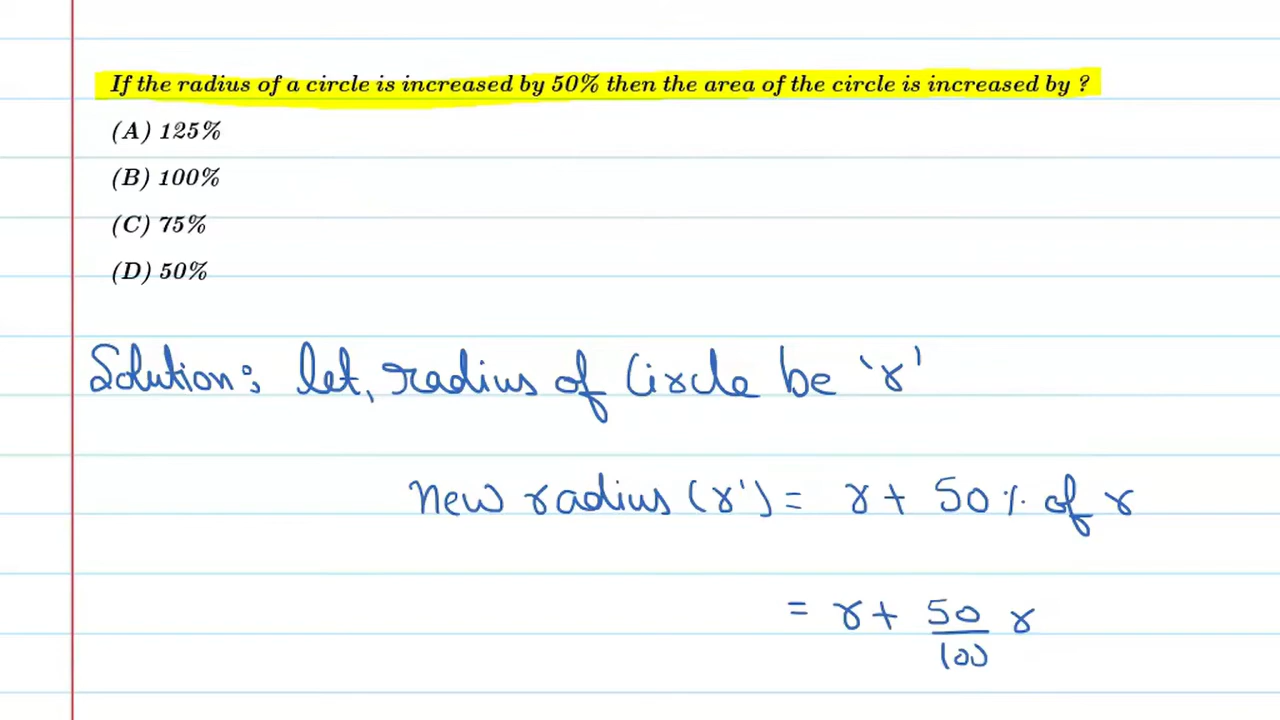 If the radius of a circle is increased by 50% then the area of the circle is increased by ?
(A) 125%
(B) 100%
(C) 75%
(D) 50%
Solution: let, radius of Circle be 'r'
New radius (r') = r + 50% of r
= r + 50/100 r